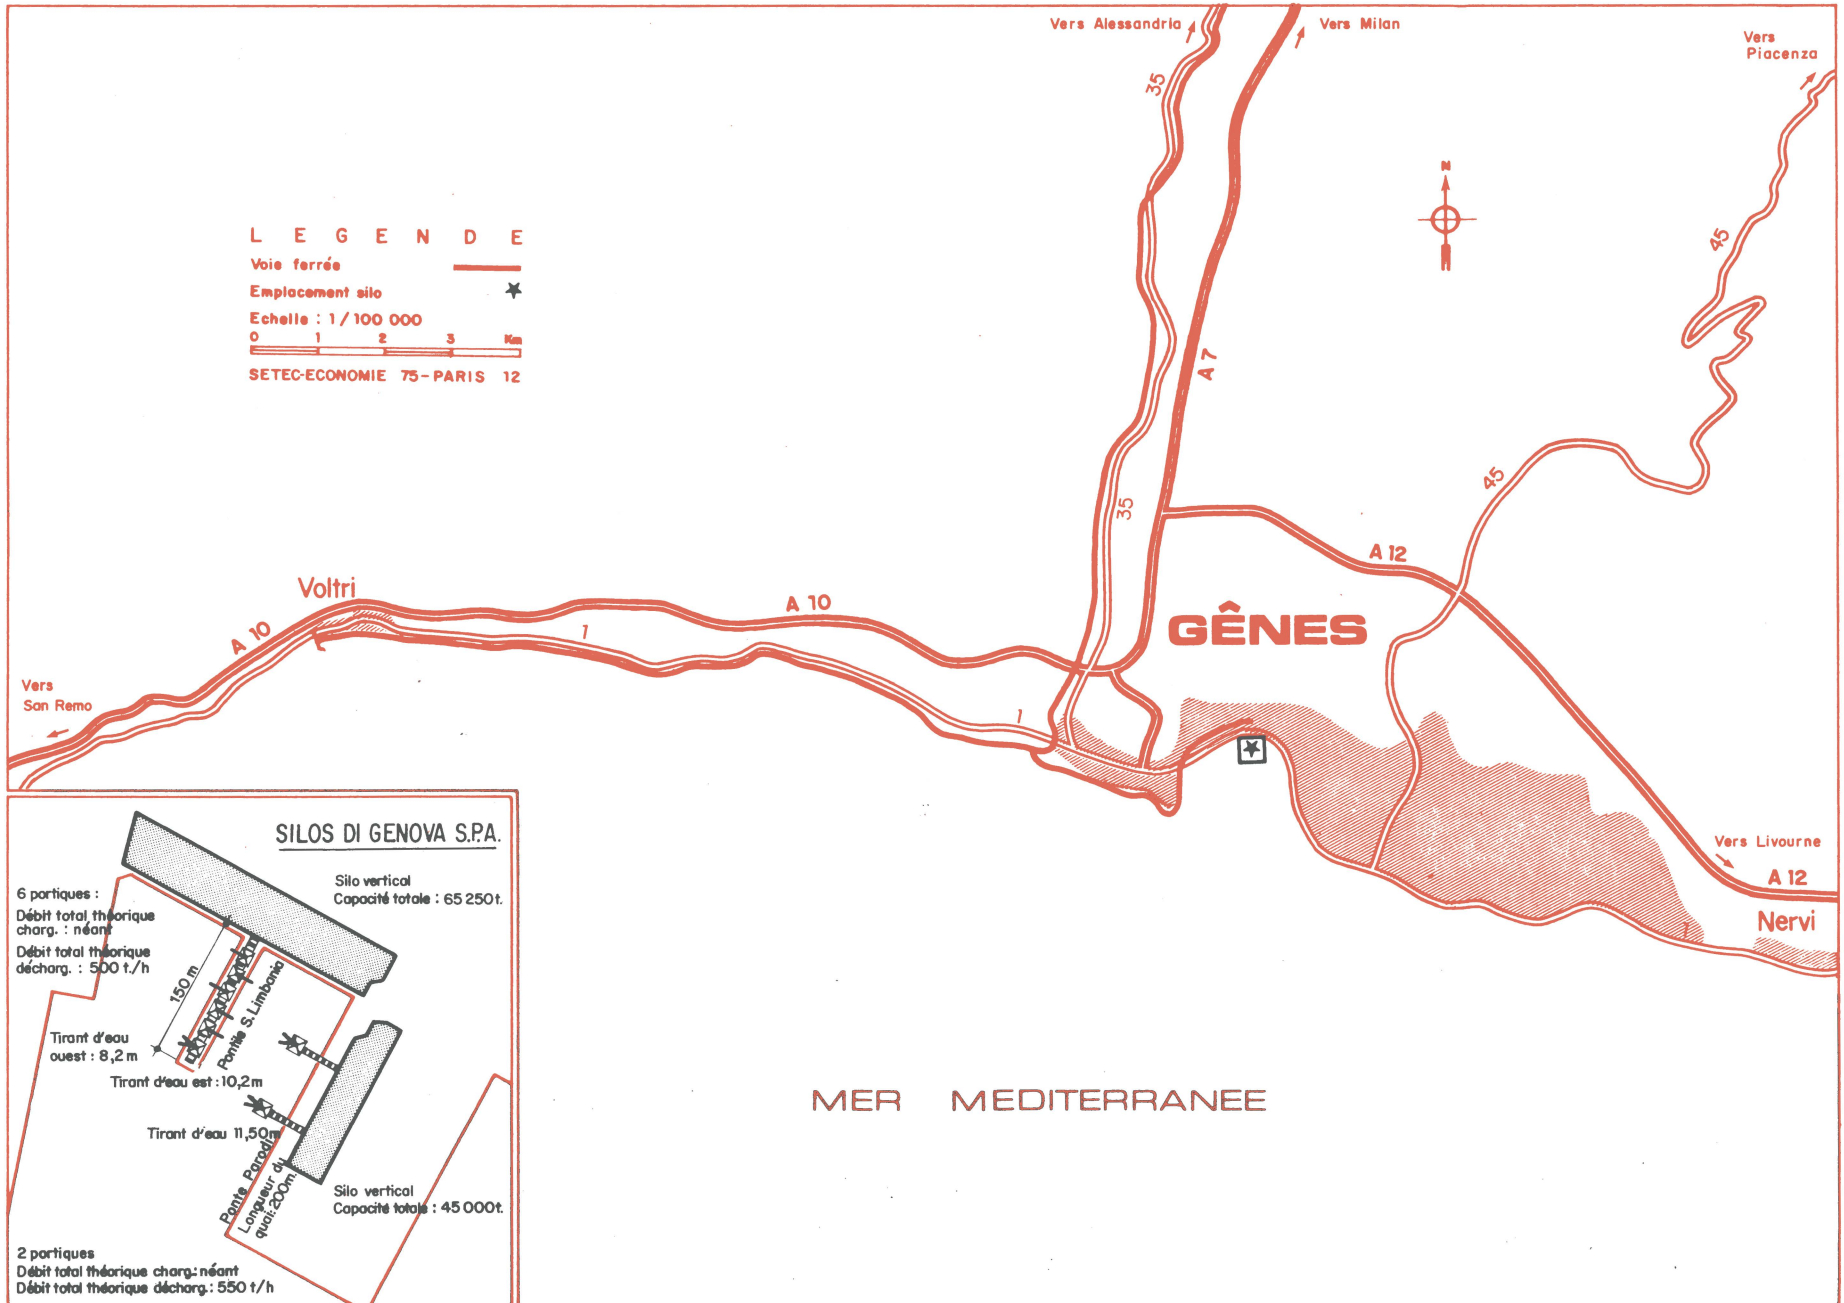 Vers Alessandria
Vers Milan
Vers
Piacenza
35
45
N
LEGENDE
Voie ferrée
Emplacement silo
Echelle : 1/100 000
0 1 2 3 Km
SETEC-ECONOMIE 75-PARIS 12
A 7
45
35
A 12
Voltri
A 10
A 10
1
GÊNES
Vers
San Remo
1
Vers Livourne
A 12
Nervi
1
MER MEDITERRANEE
SILOS DI GENOVA S.P.A.
Silo vertical
Capacité totale : 65 250t.
6 portiques :
Débit total théorique
charg. : néant
Débit total théorique
décharg. : 500 t./h
150 m
Pontile S. Limbania
Tirant d'eau
ouest : 8,2 m
Tirant d'eau est : 10,2m
Tirant d'eau 11,50m
Ponte Parodi
Longueur du
quai: 200m.
Silo vertical
Capacité totale : 45 000t.
2 portiques
Débit total théorique charg.: néant
Débit total théorique décharg.: 550 t/h